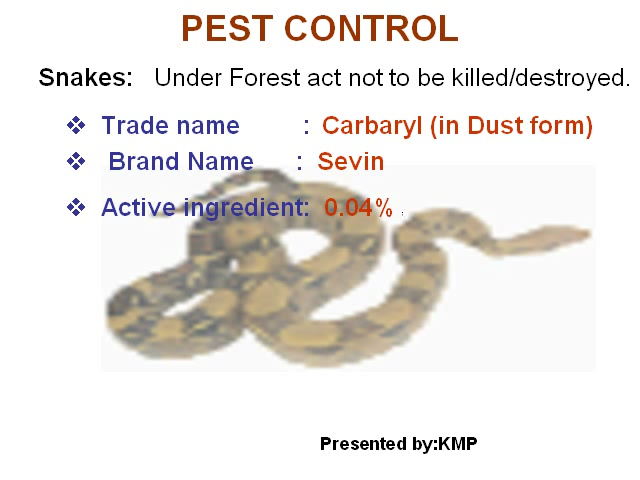 PEST CONTROL
Snakes: Under Forest act not to be killed/destroyed.
❖ Trade name : Carbaryl (in Dust form)
❖ Brand Name : Sevin
❖ Active ingredient: 0.04% .
Presented by:KMP